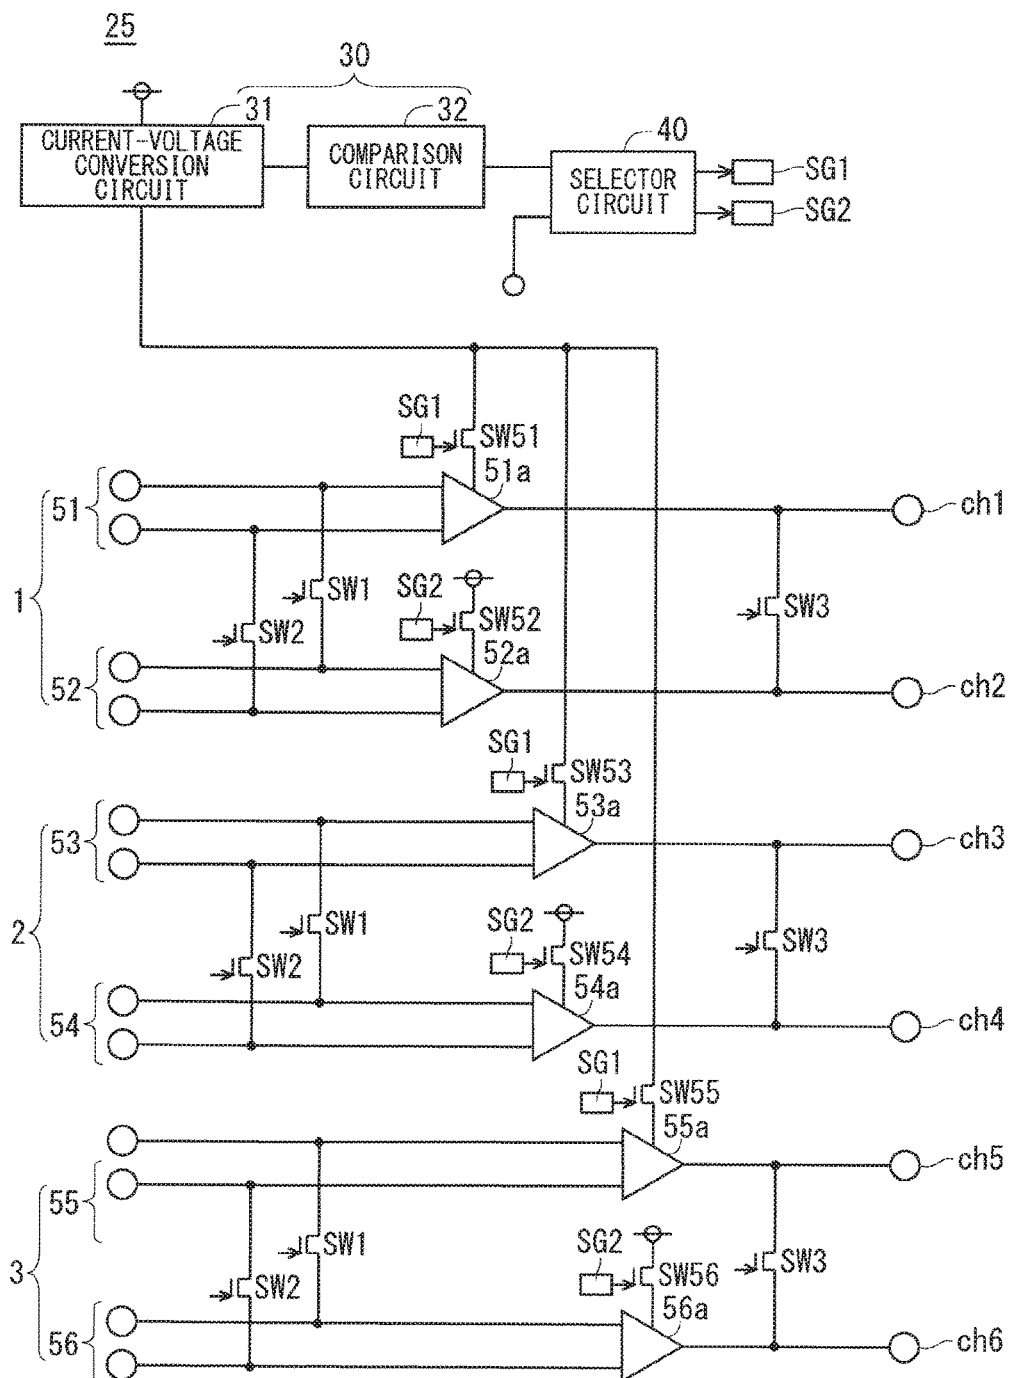 25
30
31
32
40
CURRENT-VOLTAGE
CONVERSION
CIRCUIT
COMPARISON
CIRCUIT
SELECTOR
CIRCUIT
SG1
SG2
SG1
SW51
51a
51
ch1
1
SW1
SG2
SW52
SW3
SW2
52a
52
ch2
SG1
SW53
53a
53
ch3
2
SW1
SG2
SW54
SW3
SW2
54a
54
ch4
SG1
SW55
55a
ch5
55
3
SW1
SG2
SW56
SW3
SW2
56a
56
ch6